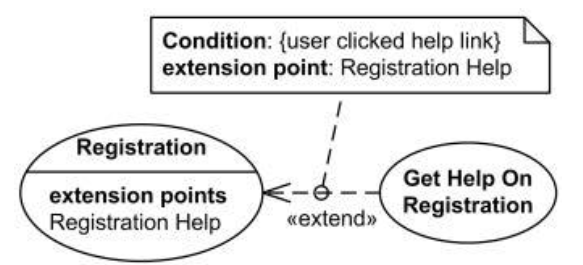 Condition: {user clicked help link}
extension point: Registration Help
Registration
extension points
Registration Help
«extend»
Get Help On
Registration